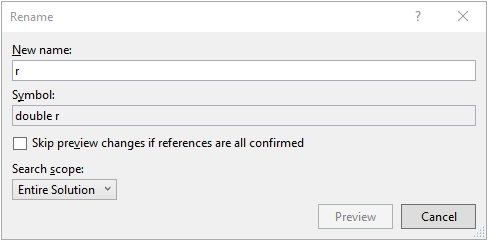 Rename
New name:
r
Symbol:
double r
Skip preview changes if references are all confirmed
Search scope:
Entire Solution
Preview Cancel